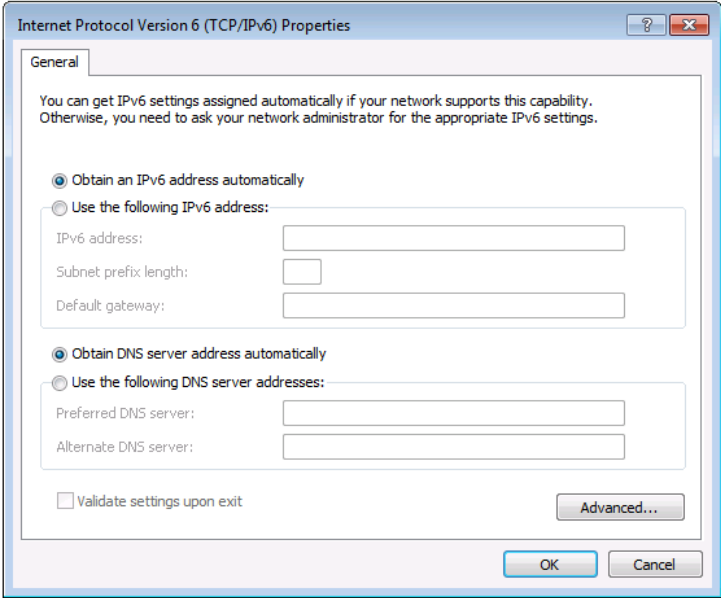 Internet Protocol Version 6 (TCP/IPv6) Properties
General
You can get IPv6 settings assigned automatically if your network supports this capability.
Otherwise, you need to ask your network administrator for the appropriate IPv6 settings.
Obtain an IPv6 address automatically
Use the following IPv6 address:
IPv6 address:
Subnet prefix length:
Default gateway:
Obtain DNS server address automatically
Use the following DNS server addresses:
Preferred DNS server:
Alternate DNS server:
Validate settings upon exit
Advanced...
OK
Cancel